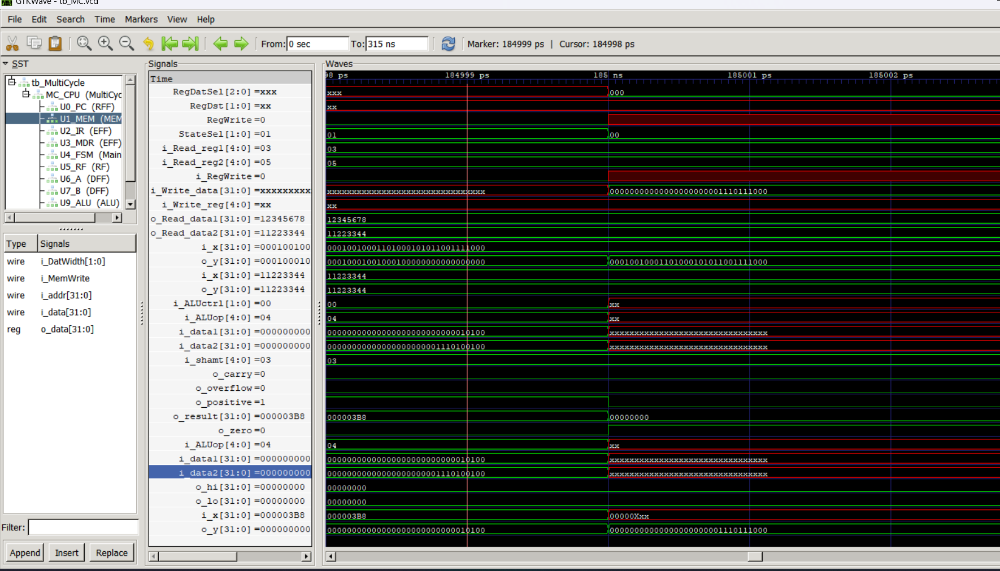 GTKWave - tb_MC.vcd
File Edit Search Time Markers View Help
From: 0 sec To: 315 ns Marker: 184999 ps | Cursor: 184998 ps
SST
tb_MultiCycle
MC_CPU (MultiCyc
U0_PC (RFF)
U1_MEM (MEM
U2_IR (EFF)
U3_MDR (EFF)
U4_FSM (Main
U5_RF (RF)
U6_A (DFF)
U7_B (DFF)
U9_ALU (ALU)
Type Signals
wire i_DatWidth[1:0]
wire i_MemWrite
wire i_addr[31:0]
wire i_data[31:0]
reg o_data[31:0]
Filter:
Append Insert Replace
Signals
Time
RegDatSel[2:0] =xxx
RegDst[1:0] =xx
RegWrite =0
StateSel[1:0] =01
i_Read_reg1[4:0] =03
i_Read_reg2[4:0] =05
i_RegWrite =0
i_Write_data[31:0] =xxxxxxxxx
i_Write_reg[4:0] =xx
o_Read_data1[31:0] =12345678
o_Read_data2[31:0] =11223344
i_x[31:0] =000100100
o_y[31:0] =000100010
i_x[31:0] =11223344
o_y[31:0] =11223344
i_ALUctrl[1:0] =00
i_ALUop[4:0] =04
i_data1[31:0] =000000000
i_data2[31:0] =000000000
i_shamt[4:0] =03
o_carry =0
o_overflow =0
o_positive =1
o_result[31:0] =000003B8
o_zero =0
i_ALUop[4:0] =04
i_data1[31:0] =000000000
i_data2[31:0] =000000000
o_hi[31:0] =00000000
o_lo[31:0] =00000000
i_x[31:0] =000003B8
o_y[31:0] =000000000
Waves
98 ps 184999 ps 185 ns 185001 ps 185002 ps
xxx 000
xx
01 00
03
05
xxxxxxxxxxxxxxxxxxxxxxxxxxxxxxxx 00000000000000000000001110111000
xx
12345678
11223344
00010010001101000101011001111000
00010001001000100000000000000000 00010010001101000101011001111000
11223344
11223344
00 xx
04 xx
00000000000000000000000000010100 xxxxxxxxxxxxxxxxxxxxxxxxxxxxxxxx
00000000000000000000001110100100 xxxxxxxxxxxxxxxxxxxxxxxxxxxxxxxx
03
000003B8 00000000
04 xx
00000000000000000000000000010100 xxxxxxxxxxxxxxxxxxxxxxxxxxxxxxxx
00000000000000000000001110100100 xxxxxxxxxxxxxxxxxxxxxxxxxxxxxxxx
00000000
00000000
000003B8 00000Xxx
00000000000000000000000000010100 00000000000000000000001110111000